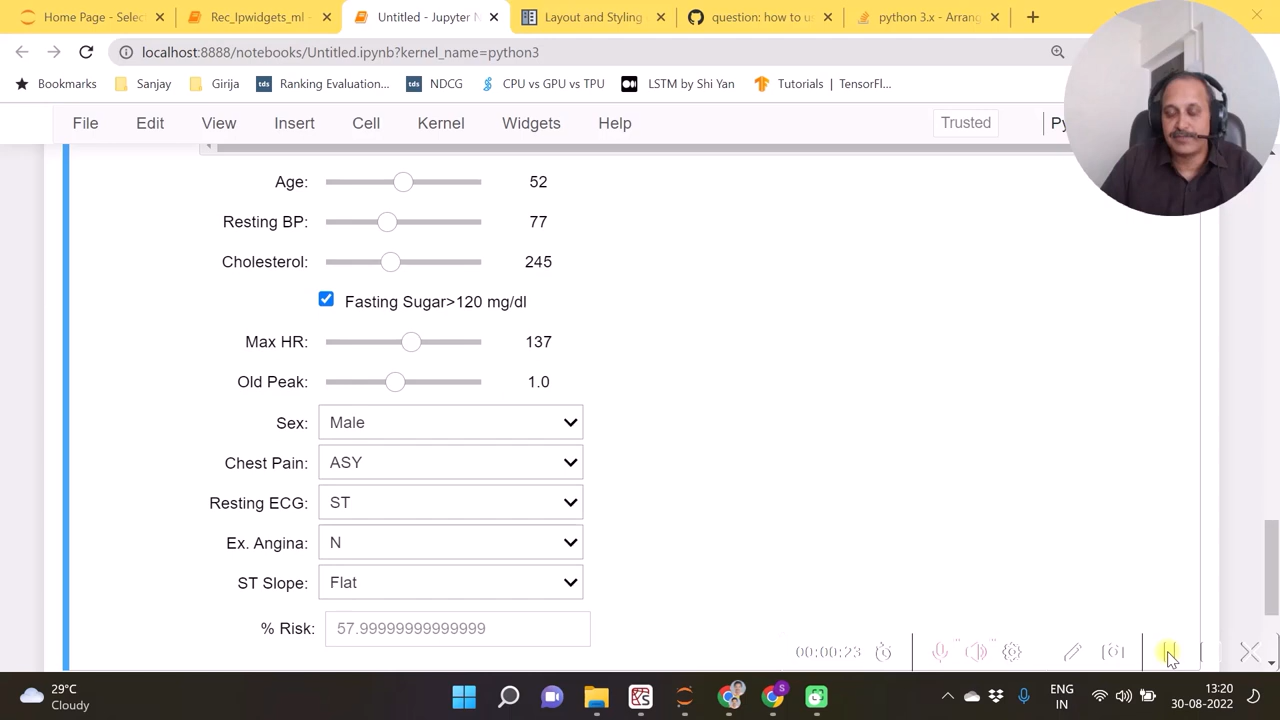 Home Page - Selec
Rec_Ipwidgets_ml -
Untitled - Jupyter N
Layout and Styling
question: how to u
python 3.x - Arrang
localhost:8888/notebooks/Untitled.ipynb?kernel_name=python3
Bookmarks
Sanjay
Girija
tds Ranking Evaluation...
tds NDCG
CPU vs GPU vs TPU
LSTM by Shi Yan
Tutorials | TensorFl...
File Edit View Insert Cell Kernel Widgets Help
Trusted
Age: 52
Resting BP: 77
Cholesterol: 245
Fasting Sugar>120 mg/dl
Max HR: 137
Old Peak: 1.0
Sex: Male
Chest Pain: ASY
Resting ECG: ST
Ex. Angina: N
ST Slope: Flat
% Risk: 57.99999999999999
00:00:23
29°C
Cloudy
ENG
IN
13:20
30-08-2022